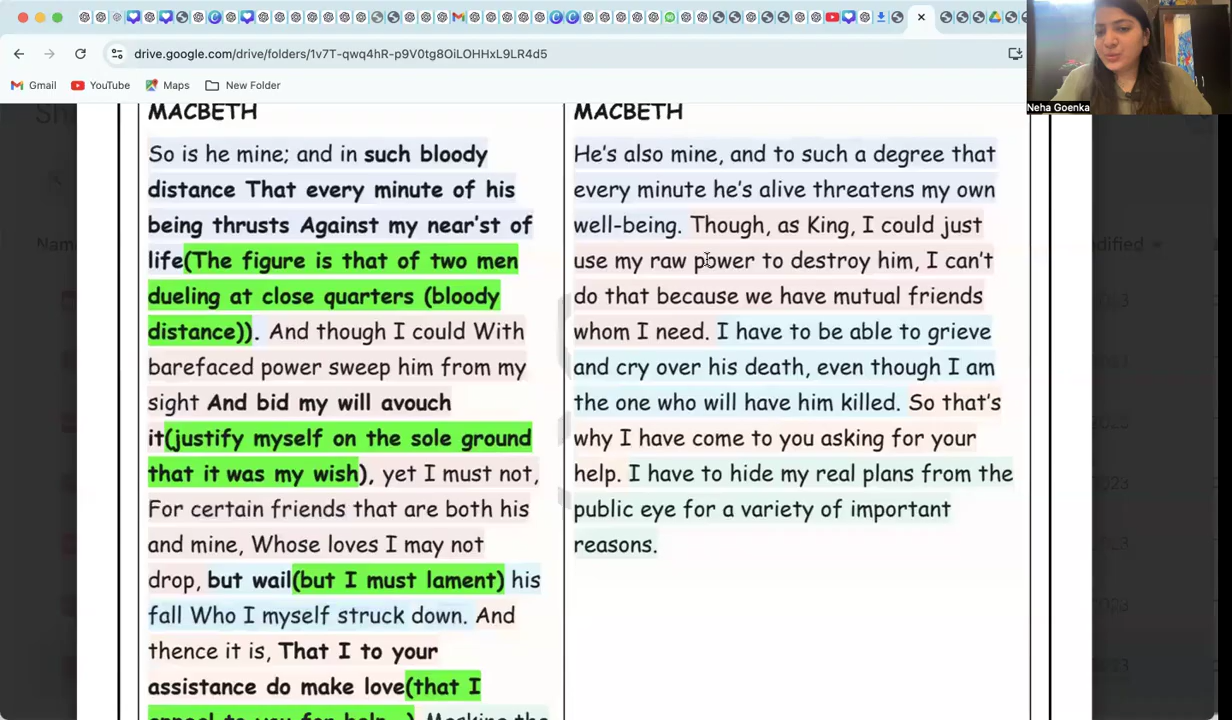 drive.google.com/drive/folders/1v7T-qwq4hR-p9V0tg8OiLOHHxL9LR4d5
Gmail
YouTube
Maps
New Folder
Neha Goenka
MACBETH
So is he mine; and in such bloody
distance That every minute of his
being thrusts Against my near'st of
life(The figure is that of two men
dueling at close quarters (bloody
distance)). And though I could With
barefaced power sweep him from my
sight And bid my will avouch
it(justify myself on the sole ground
that it was my wish), yet I must not,
For certain friends that are both his
and mine, Whose loves I may not
drop, but wail(but I must lament) his
fall Who I myself struck down. And
thence it is, That I to your
assistance do make love(that I
appeal to you for help...) Masking the
MACBETH
He's also mine, and to such a degree that
every minute he's alive threatens my own
well-being. Though, as King, I could just
use my raw power to destroy him, I can't
do that because we have mutual friends
whom I need. I have to be able to grieve
and cry over his death, even though I am
the one who will have him killed. So that's
why I have come to you asking for your
help. I have to hide my real plans from the
public eye for a variety of important
reasons.